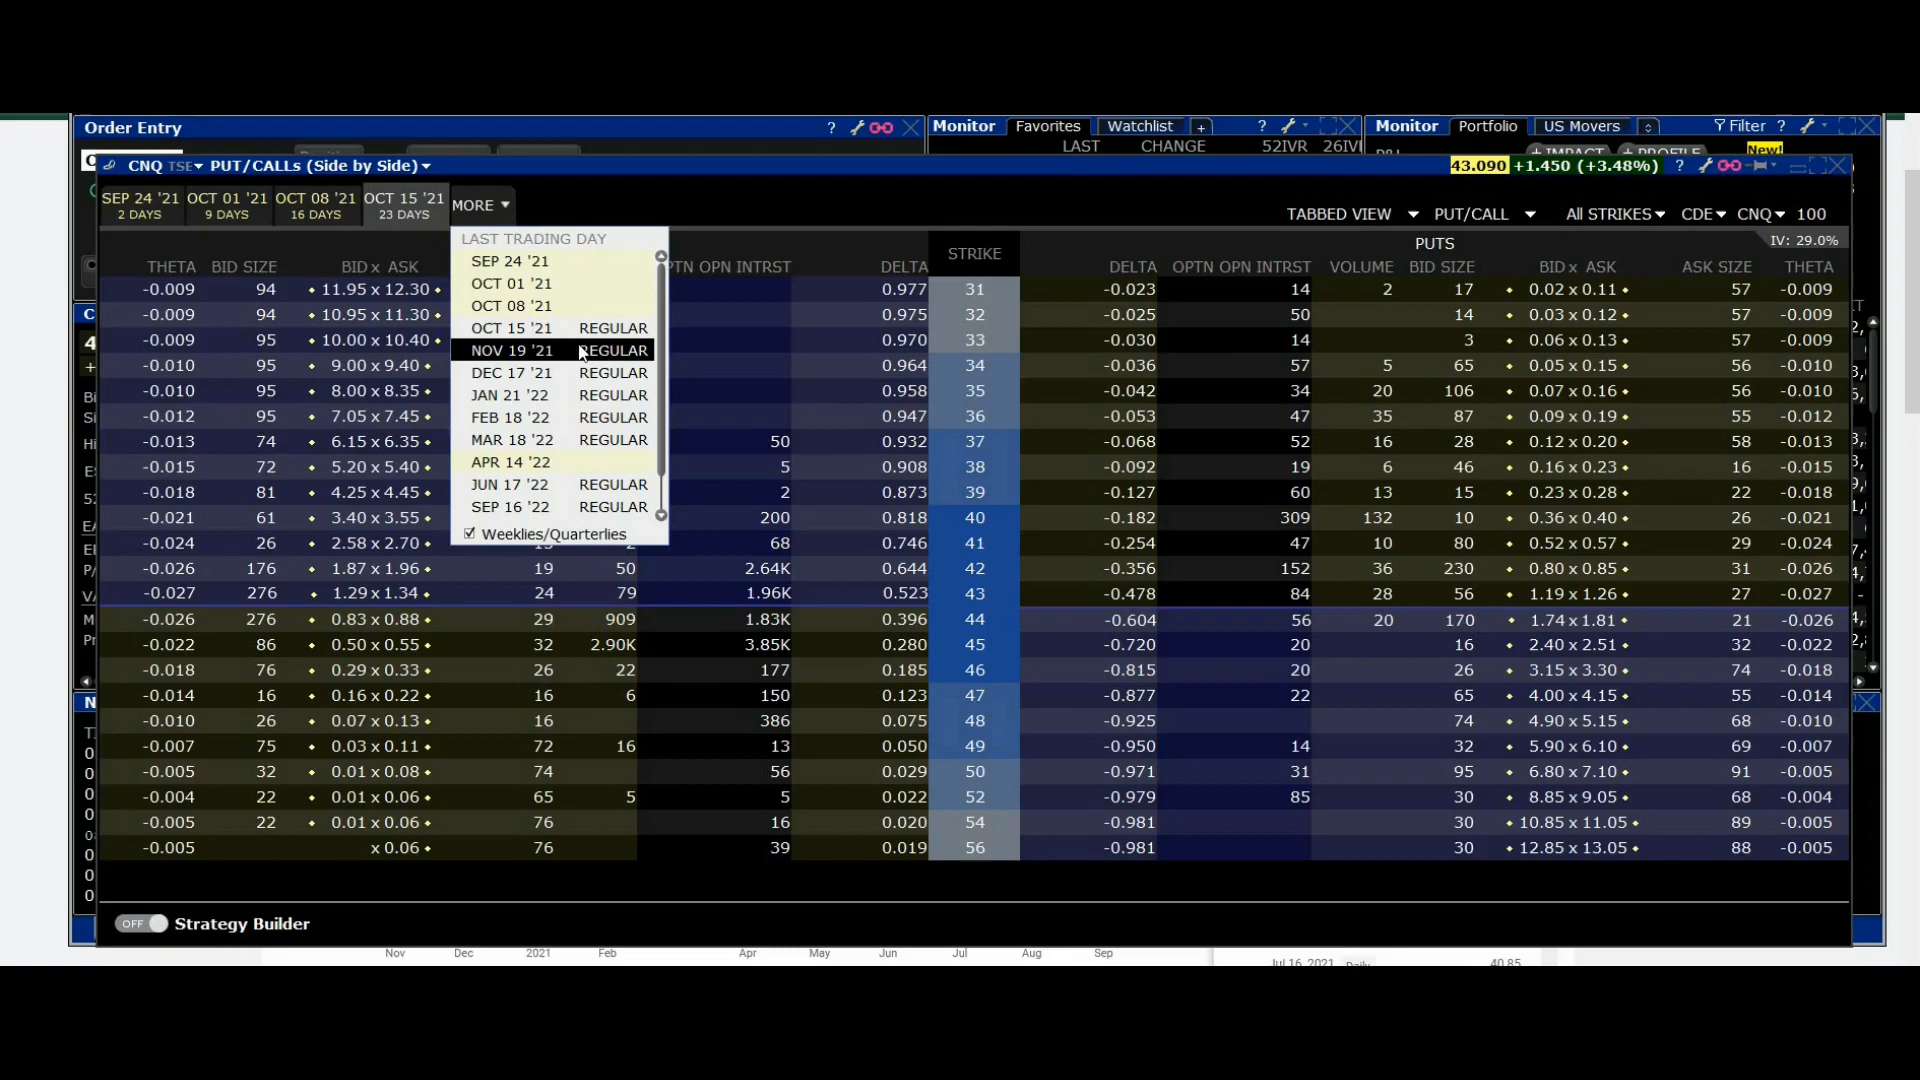 Order Entry ?
Monitor Favorites Watchlist + ?
Monitor Portfolio US Movers Filter ?
LAST CHANGE 52IVR 26IVR
+ IMPACT + PROFILE New!
CNQ TSE PUT/CALLs (Side by Side) 43.090 +1.450 (+3.48%) ?
SEP 24 '21 OCT 01 '21 OCT 08 '21 OCT 15 '21 MORE
2 DAYS 9 DAYS 16 DAYS 23 DAYS
TABBED VIEW PUT/CALL All STRIKES CDE CNQ 100
LAST TRADING DAY
SEP 24 '21
OCT 01 '21
OCT 08 '21
OCT 15 '21 REGULAR
NOV 19 '21 REGULAR
DEC 17 '21 REGULAR
JAN 21 '22 REGULAR
FEB 18 '22 REGULAR
MAR 18 '22 REGULAR
APR 14 '22
JUN 17 '22 REGULAR
SEP 16 '22 REGULAR
Weeklies/Quarterlies
PUTS IV: 29.0%
THETA BID SIZE BID x ASK OPN INTRST DELTA STRIKE DELTA OPTN OPN INTRST VOLUME BID SIZE BID x ASK ASK SIZE THETA
-0.009 94 11.95 x 12.30 0.977 31 -0.023 14 2 17 0.02 x 0.11 57 -0.009
-0.009 94 10.95 x 11.30 0.975 32 -0.025 50 14 0.03 x 0.12 57 -0.009
-0.009 95 10.00 x 10.40 0.970 33 -0.030 14 3 0.06 x 0.13 57 -0.009
-0.010 95 9.00 x 9.40 0.964 34 -0.036 57 5 65 0.05 x 0.15 56 -0.010
-0.010 95 8.00 x 8.35 0.958 35 -0.042 34 20 106 0.07 x 0.16 56 -0.010
-0.012 95 7.05 x 7.45 0.947 36 -0.053 47 35 87 0.09 x 0.19 55 -0.012
-0.013 74 6.15 x 6.35 50 0.932 37 -0.068 52 16 28 0.12 x 0.20 58 -0.013
-0.015 72 5.20 x 5.40 5 0.908 38 -0.092 19 6 46 0.16 x 0.23 16 -0.015
-0.018 81 4.25 x 4.45 2 0.873 39 -0.127 60 13 15 0.23 x 0.28 22 -0.018
-0.021 61 3.40 x 3.55 200 0.818 40 -0.182 309 132 10 0.36 x 0.40 26 -0.021
-0.024 26 2.58 x 2.70 68 0.746 41 -0.254 47 10 80 0.52 x 0.57 29 -0.024
-0.026 176 1.87 x 1.96 19 50 2.64K 0.644 42 -0.356 152 36 230 0.80 x 0.85 31 -0.026
-0.027 276 1.29 x 1.34 24 79 1.96K 0.523 43 -0.478 84 28 56 1.19 x 1.26 27 -0.027
-0.026 276 0.83 x 0.88 29 909 1.83K 0.396 44 -0.604 56 20 170 1.74 x 1.81 21 -0.026
-0.022 86 0.50 x 0.55 32 2.90K 3.85K 0.280 45 -0.720 20 16 2.40 x 2.51 32 -0.022
-0.018 76 0.29 x 0.33 26 22 177 0.185 46 -0.815 20 26 3.15 x 3.30 74 -0.018
-0.014 16 0.16 x 0.22 16 6 150 0.123 47 -0.877 22 65 4.00 x 4.15 55 -0.014
-0.010 26 0.07 x 0.13 16 386 0.075 48 -0.925 74 4.90 x 5.15 68 -0.010
-0.007 75 0.03 x 0.11 72 16 13 0.050 49 -0.950 14 32 5.90 x 6.10 69 -0.007
-0.005 32 0.01 x 0.08 74 56 0.029 50 -0.971 31 95 6.80 x 7.10 91 -0.005
-0.004 22 0.01 x 0.06 65 5 5 0.022 52 -0.979 85 30 8.85 x 9.05 68 -0.004
-0.005 22 0.01 x 0.06 76 16 0.020 54 -0.981 30 10.85 x 11.05 89 -0.005
-0.005 x 0.06 76 39 0.019 56 -0.981 30 12.85 x 13.05 88 -0.005
OFF Strategy Builder
Nov Dec 2021 Feb Apr May Jun Jul Aug Sep
Jul 16, 2021 Daily 40.85